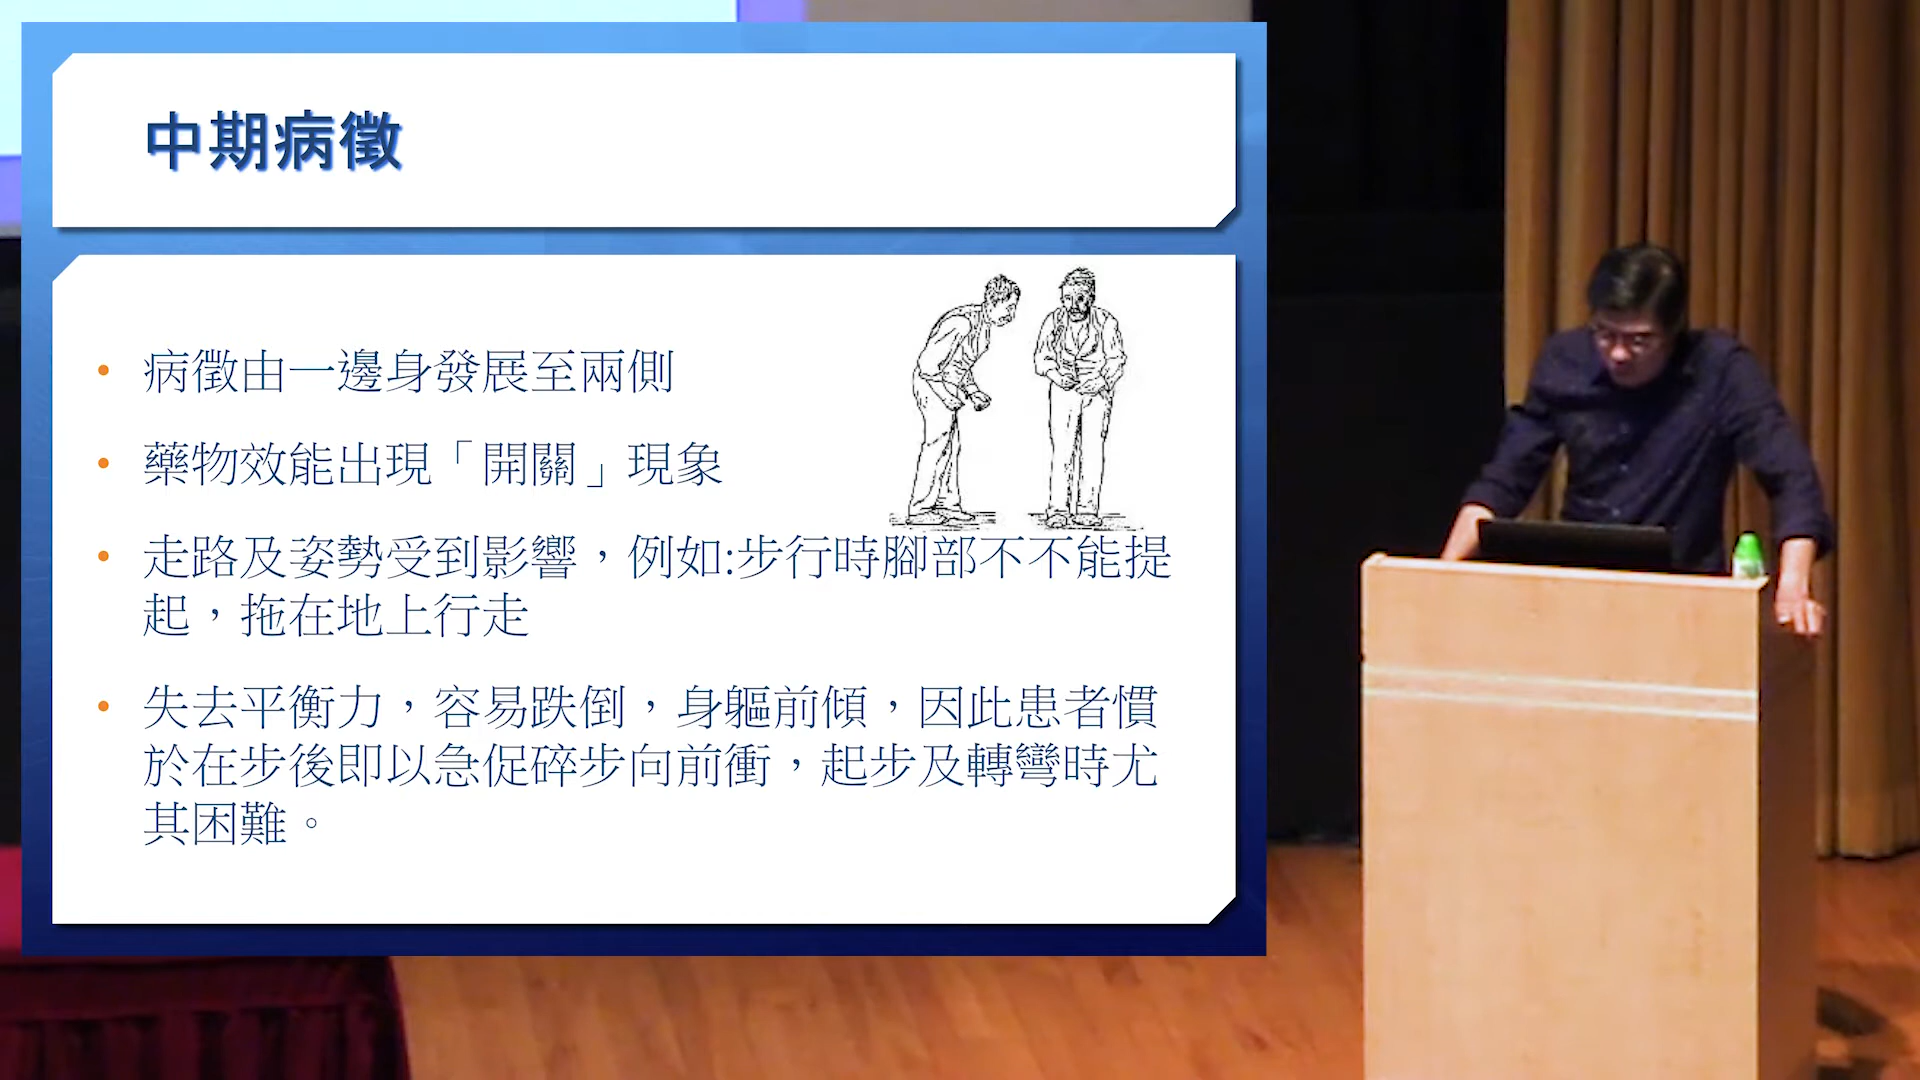 中期病徵
• 病徵由一邊身發展至兩側
• 藥物效能出現「開關」現象
• 走路及姿勢受到影響，例如:步行時腳部不不能提
起，拖在地上行走
• 失去平衡力，容易跌倒，身軀前傾，因此患者慣
於在步後即以急促碎步向前衝，起步及轉彎時尤
其困難。